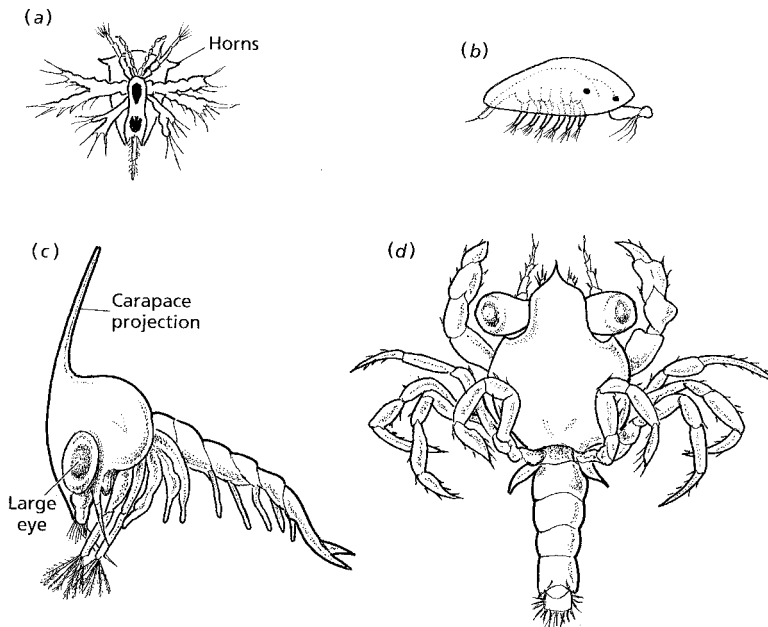 (a)
Horns
(b)
(c)
Carapace
projection
Large
eye
(d)